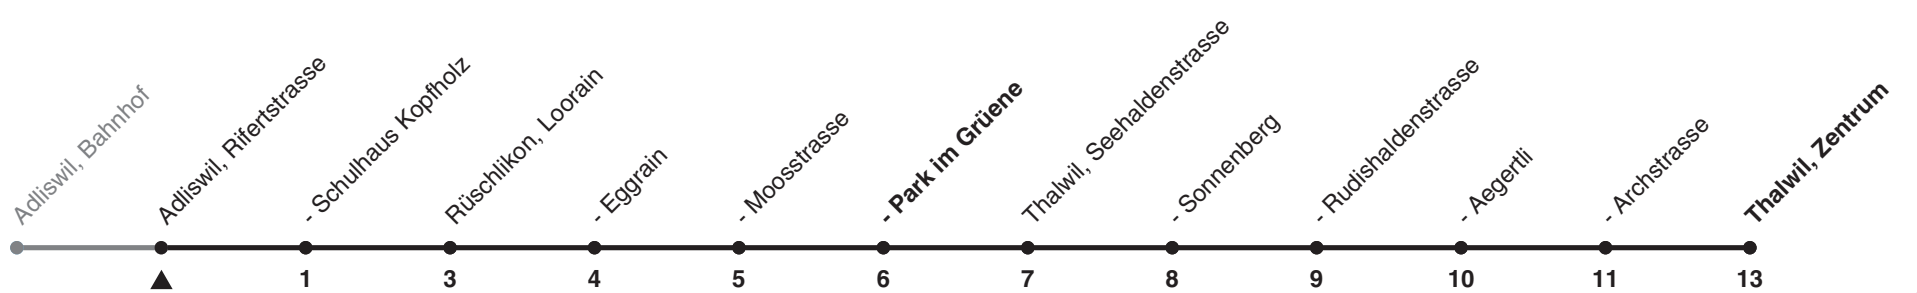 Adliswil, Bahnhof
Adliswil, Rifertstrasse
- Schulhaus Kopfholz
Rüschlikon, Loorain
- Eggrain
- Moosstrasse
- Park im Grüene
Thalwil, Seehaldenstrasse
- Sonnenberg
- Rudishaldenstrasse
- Aegertli
- Archstrasse
Thalwil, Zentrum
1 3 4 5 6 7 8 9 10 11 13